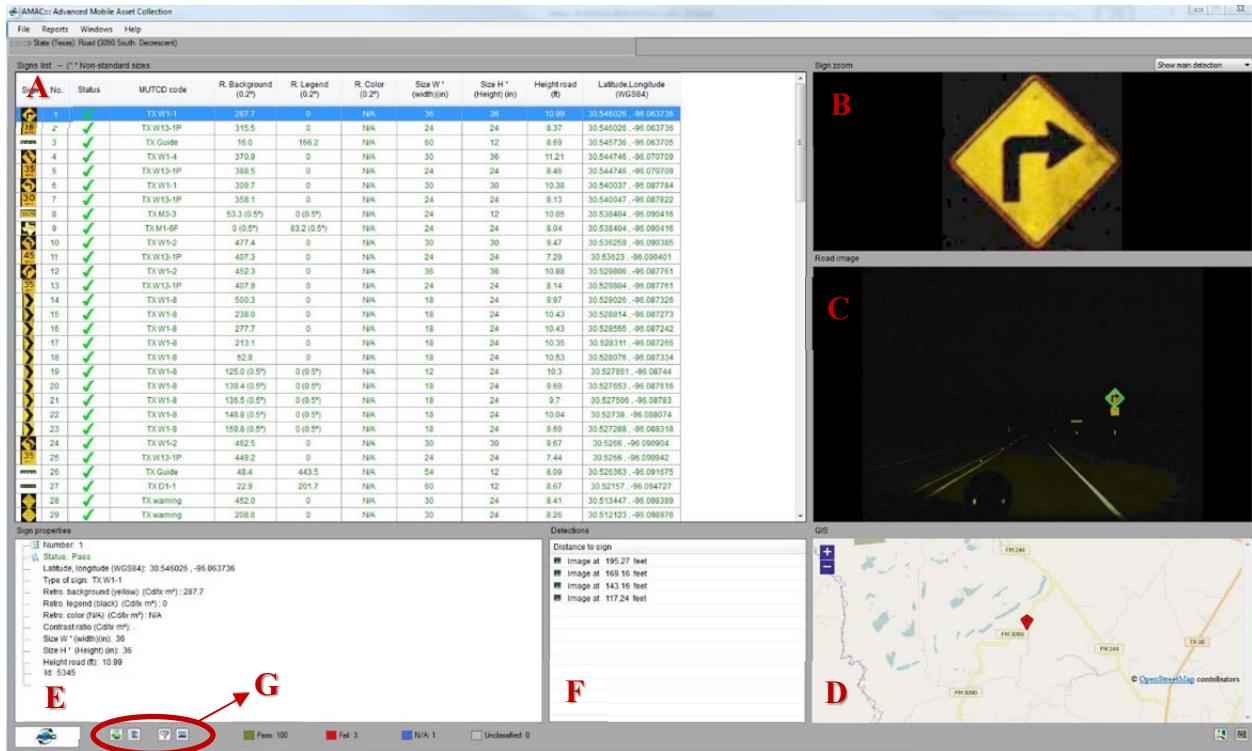 AMAC::: Advanced Mobile Asset Collection
File Reports Windows Help
State (Texas) Road (3090 South Decrescent)
Signs list – (* * Non-standard sizes
Sign No. Status MUTCD code R. Background (0.2°) R. Legend (0.2°) R. Color (0.2°) Size W * (width)(in) Size H * (Height) (in) Height road (ft) Latitude,Longitude (WGS84)
A
1 TX W1-1 287.7 0 N/A 36 36 10.99 30.546026 , -96.063736
2 TX W13-1P 315.5 0 N/A 24 24 8.37 30.546026 , -96.063736
3 TX Guide 16.0 166.2 N/A 60 12 8.69 30.545736 , -96.063705
4 TX W1-4 370.9 0 N/A 30 36 11.21 30.544746 , -96.070709
35 5 TX W13-1P 388.5 0 N/A 24 24 8.46 30.544746 , -96.070709
6 TX W1-1 309.7 0 N/A 30 30 10.38 30.540037 , -96.087784
30 7 TX W13-1P 358.1 0 N/A 24 24 8.13 30.540047 , -96.087822
8 TX M3-3 53.3 (0.5°) 0 (0.5°) N/A 24 12 10.05 30.538404 , -96.090416
9 TX M1-6F 0 (0.5°) 83.2 (0.5°) N/A 24 24 8.04 30.538404 , -96.090416
10 TX W1-2 477.4 0 N/A 30 30 9.47 30.536259 , -96.090385
45 11 TX W13-1P 407.3 0 N/A 24 24 7.29 30.53623 , -96.090401
12 TX W1-2 452.3 0 N/A 36 36 10.88 30.529806 , -96.087761
35 13 TX W13-1P 407.9 0 N/A 24 24 8.14 30.529804 , -96.087761
14 TX W1-8 500.3 0 N/A 18 24 9.97 30.529026 , -96.087326
15 TX W1-8 238.0 0 N/A 18 24 10.43 30.528814 , -96.087273
16 TX W1-8 277.7 0 N/A 18 24 10.43 30.528555 , -96.087242
17 TX W1-8 213.1 0 N/A 18 24 10.35 30.528311 , -96.087265
18 TX W1-8 62.9 0 N/A 18 24 10.53 30.528076 , -96.087334
19 TX W1-8 125.0 (0.5°) 0 (0.5°) N/A 12 24 10.3 30.527851 , -96.08744
20 TX W1-8 139.4 (0.5°) 0 (0.5°) N/A 18 24 9.69 30.527653 , -96.087616
21 TX W1-8 136.5 (0.5°) 0 (0.5°) N/A 18 24 9.7 30.527506 , -96.08783
22 TX W1-8 148.8 (0.5°) 0 (0.5°) N/A 18 24 10.04 30.52738 , -96.088074
23 TX W1-8 159.8 (0.5°) 0 (0.5°) N/A 18 24 9.69 30.527288 , -96.088318
24 TX W1-2 462.5 0 N/A 30 30 9.67 30.5266 , -96.090904
35 25 TX W13-1P 449.2 0 N/A 24 24 7.44 30.5266 , -96.090942
26 TX Guide 48.4 443.5 N/A 54 12 8.09 30.526363 , -96.091675
27 TX D1-1 22.9 201.7 N/A 60 12 8.67 30.52157 , -96.094727
28 TX warning 452.0 0 N/A 30 24 8.41 30.513447 , -96.098389
29 TX warning 208.6 0 N/A 30 24 8.26 30.512123 , -96.098976
Sign zoom Show main detection
B
Road image
C
Sign properties
Number: 1
Status: Pass
Latitude, longitude (WGS84): 30.546026 , -96.063736
Type of sign: TX W1-1
Retro. background (yellow) (Cd/lx·m²) : 287.7
Retro. legend (black) (Cd/lx·m²) : 0
Retro. color (N/A) (Cd/lx·m²) : N/A
Contrast ratio (Cd/lx·m²): .
Size W * (width)(in): 36
Size H * (Height) (in): 36
Height road (ft): 10.99
Id: 5345
E
G
Detections
Distance to sign
Image at 195.27 feet
Image at 169.16 feet
Image at 143.16 feet
Image at 117.24 feet
F
GIS
+
−
FM 244
FM 3090
FM 244
TX 90
FM 3090
D
© OpenStreetMap contributors
AMAC
Pass: 100 Fail: 3 N/A: 1 Unclassified: 0